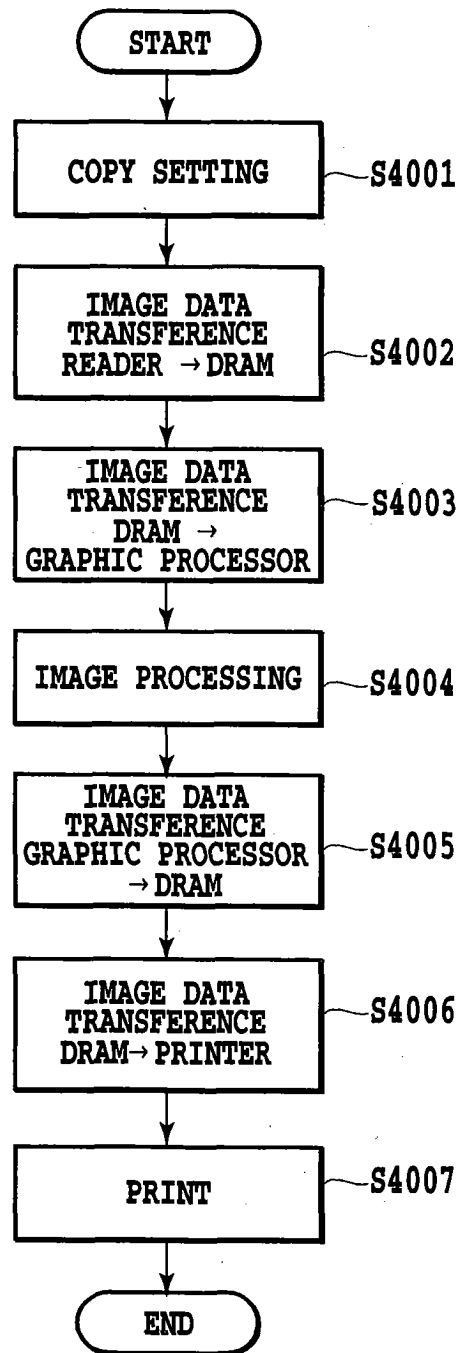 START
COPY SETTING
S4001
IMAGE DATA
TRANSFERENCE
READER → DRAM
S4002
IMAGE DATA
TRANSFERENCE
DRAM →
GRAPHIC PROCESSOR
S4003
IMAGE PROCESSING
S4004
IMAGE DATA
TRANSFERENCE
GRAPHIC PROCESSOR
→ DRAM
S4005
IMAGE DATA
TRANSFERENCE
DRAM → PRINTER
S4006
PRINT
S4007
END